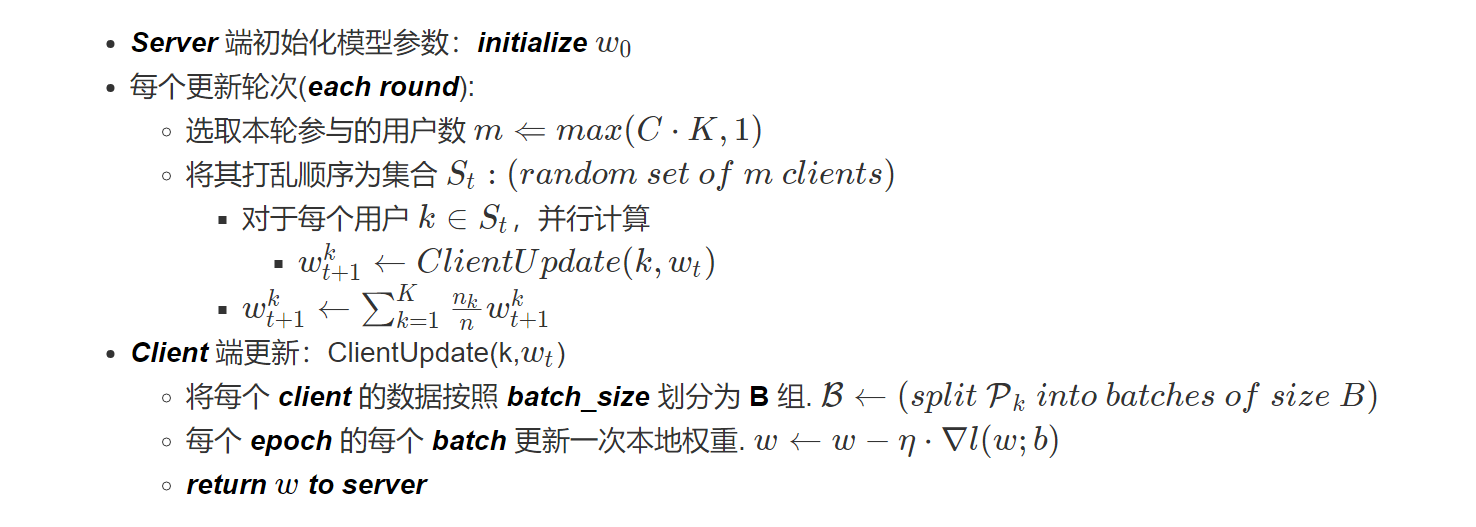 • Server 端初始化模型参数：initialize $w_0$
• 每个更新轮次(each round):
◦ 选取本轮参与的用户数 $m \Leftarrow max(C \cdot K, 1)$
◦ 将其打乱顺序为集合 $S_t : (random\ set\ of\ m\ clients)$
▪ 对于每个用户 $k \in S_t$，并行计算
▪ $w_{t+1}^k \leftarrow ClientUpdate(k, w_t)$
▪ $w_{t+1}^k \leftarrow \sum_{k=1}^K \frac{n_k}{n} w_{t+1}^k$
• Client 端更新：ClientUpdate(k,$w_t$)
◦ 将每个 client 的数据按照 batch_size 划分为 B 组. $\mathcal{B} \leftarrow (split\ \mathcal{P}_k\ into\ batches\ of\ size\ B)$
◦ 每个 epoch 的每个 batch 更新一次本地权重. $w \leftarrow w - \eta \cdot \nabla l(w; b)$
◦ return $w$ to server